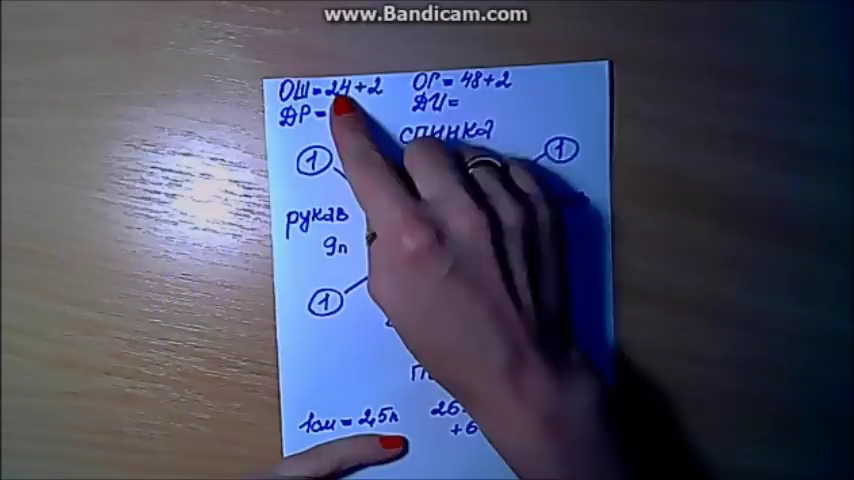 www.Bandicam.com
ОШ = 24+2 ОГ = 48+2
ДР = ДИ =
спинка
1 1
рукав
9п
1
1см = 2,5п 26
+6